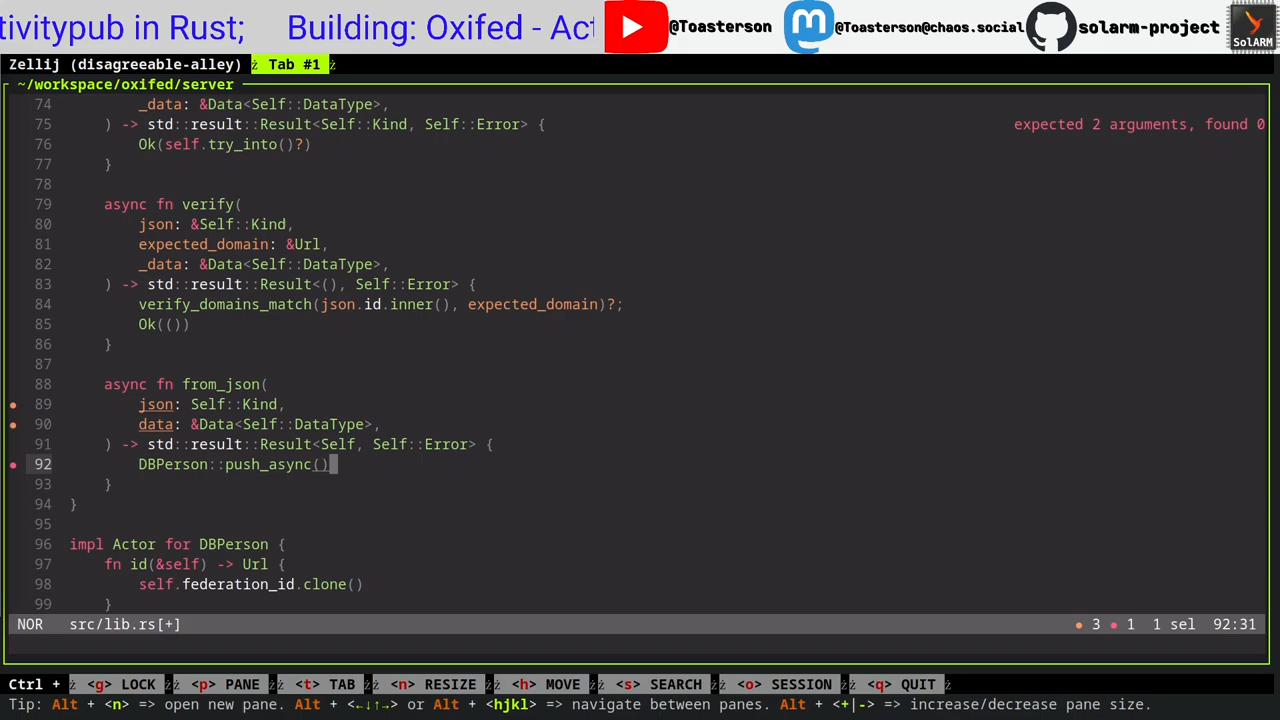 tivitypub in Rust;     Building: Oxifed - Act
@Toasterson @Toasterson@chaos.social solarm-project SolARM
Zellij (disagreeable-alley) Tab #1
~/workspace/oxifed/server
74 _data: &Data<Self::DataType>,
75 ) -> std::result::Result<Self::Kind, Self::Error> { expected 2 arguments, found 0
76 Ok(self.try_into()?)
77 }
78
79 async fn verify(
80 json: &Self::Kind,
81 expected_domain: &Url,
82 _data: &Data<Self::DataType>,
83 ) -> std::result::Result<(), Self::Error> {
84 verify_domains_match(json.id.inner(), expected_domain)?;
85 Ok(())
86 }
87
88 async fn from_json(
89 json: Self::Kind,
90 data: &Data<Self::DataType>,
91 ) -> std::result::Result<Self, Self::Error> {
92 DBPerson::push_async()
93 }
94 }
95
96 impl Actor for DBPerson {
97 fn id(&self) -> Url {
98 self.federation_id.clone()
99 }
NOR src/lib.rs[+] ● 3 ● 1 1 sel 92:31
Ctrl + <g> LOCK <p> PANE <t> TAB <n> RESIZE <h> MOVE <s> SEARCH <o> SESSION <q> QUIT
Tip: Alt + <n> => open new pane. Alt + <←↓↑→> or Alt + <hjkl> => navigate between panes. Alt + <+|-> => increase/decrease pane size.